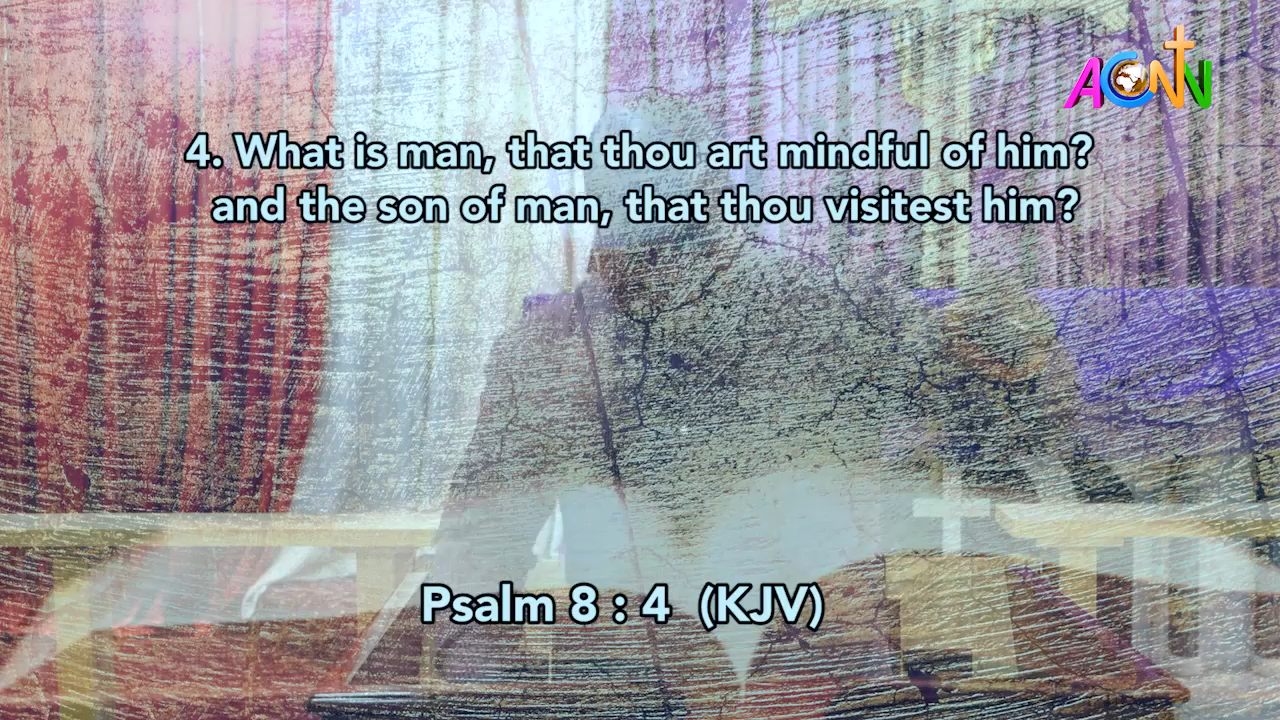 ACNN
4. What is man, that thou art mindful of him?
and the son of man, that thou visitest him?
Psalm 8 : 4 (KJV)